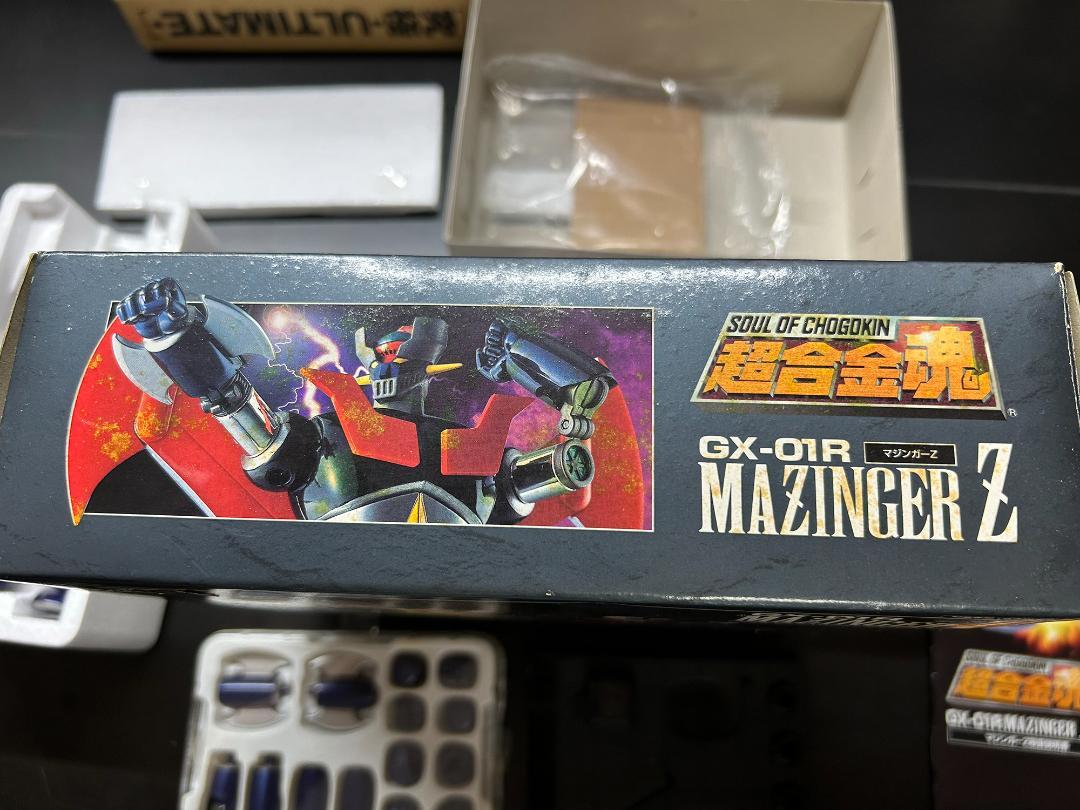 ・ULTIMATE・
SOUL OF CHOGOKIN
超合金魂
®
GX-01R マジンガーZ
MAZINGER Z
MAZINGER
SOUL OF CHOGOKIN
超合金魂
GX-01R MAZINGER